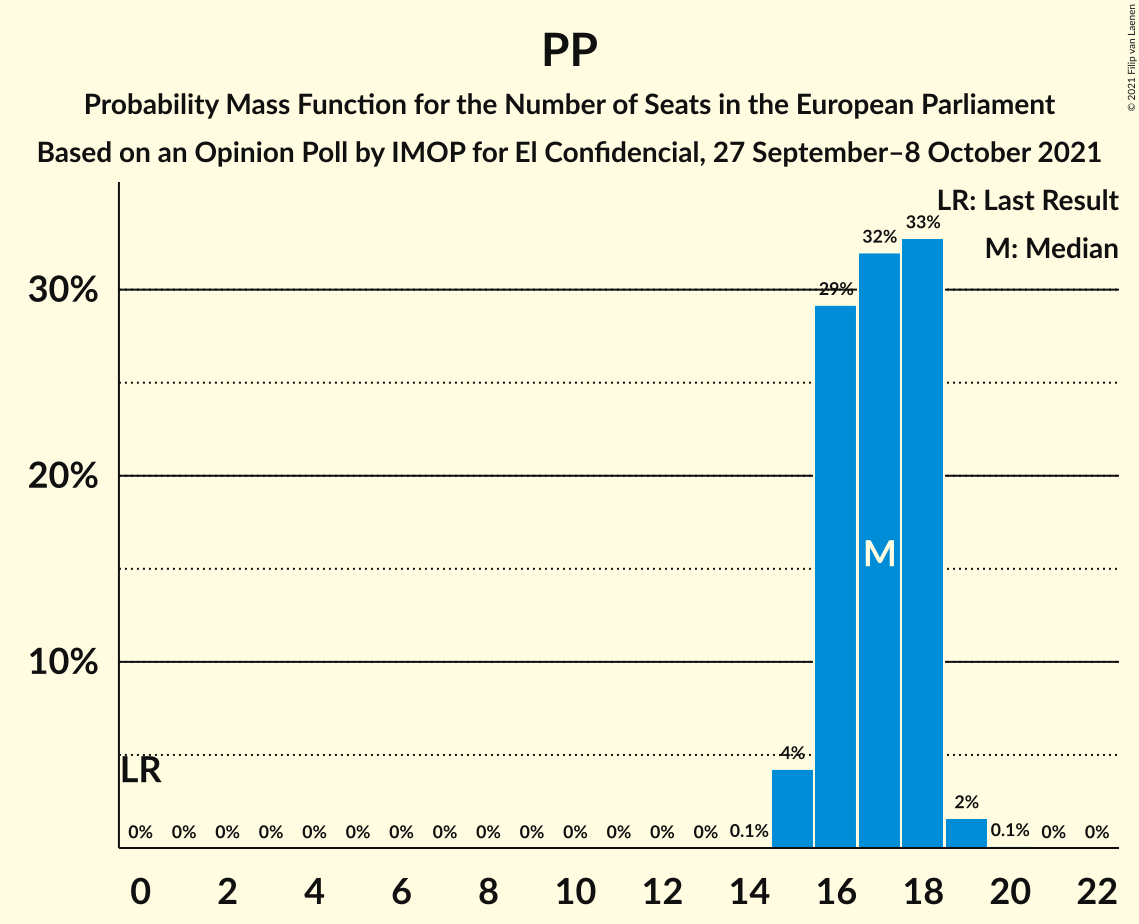 PP
Probability Mass Function for the Number of Seats in the European Parliament
Based on an Opinion Poll by IMOP for El Confidencial, 27 September–8 October 2021
© 2021 Filip van Laenen
LR: Last Result
M: Median
30%
20%
10%
LR
M
0% 0% 0% 0% 0% 0% 0% 0% 0% 0% 0% 0% 0% 0% 0.1% 4% 29% 32% 33% 2% 0.1% 0% 0%
0 2 4 6 8 10 12 14 16 18 20 22